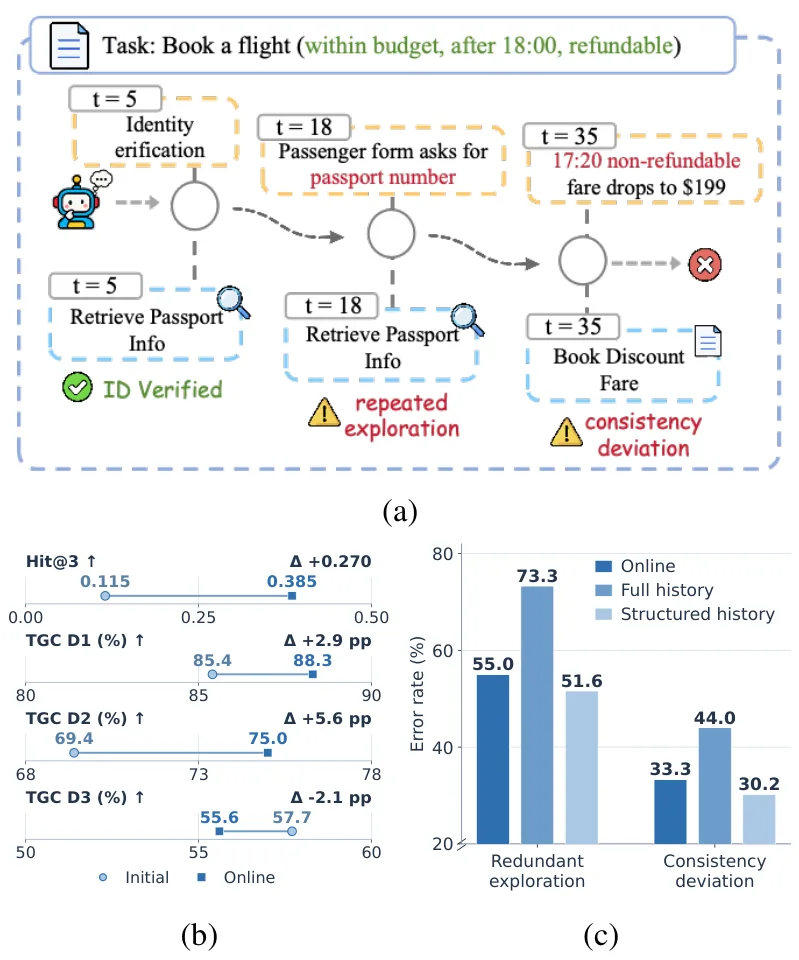 Task: Book a flight (within budget, after 18:00, refundable)
t = 5
Identity
erification
t = 18
Passenger form asks for
passport number
t = 35
17:20 non-refundable
fare drops to $199
t = 5
Retrieve Passport
Info
ID Verified
t = 18
Retrieve Passport
Info
repeated
exploration
t = 35
Book Discount
Fare
consistency
deviation
(a)
Hit@3 ↑ Δ +0.270
0.115 0.385
0.00 0.25 0.50
TGC D1 (%) ↑ Δ +2.9 pp
85.4 88.3
80 85 90
TGC D2 (%) ↑ Δ +5.6 pp
69.4 75.0
68 73 78
TGC D3 (%) ↑ Δ -2.1 pp
55.6 57.7
50 55 60
Initial Online
(b)
Error rate (%)
80
60
40
20
Online
Full history
Structured history
55.0 73.3 51.6
33.3 44.0 30.2
Redundant
exploration
Consistency
deviation
(c)